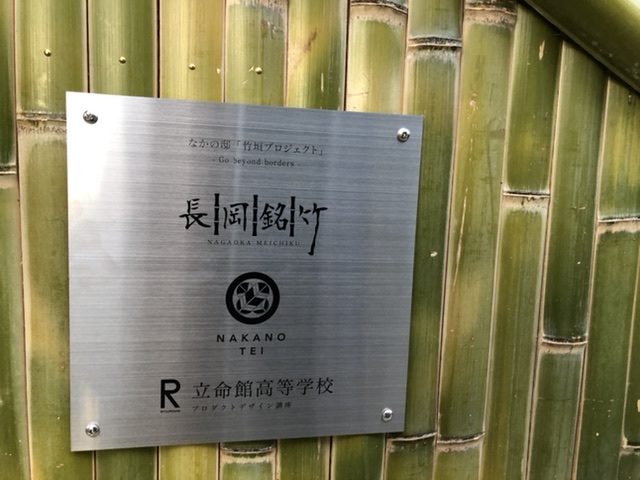 なかの邸「竹垣プロジェクト」
- Go beyond borders -
長岡銘竹
NAGAOKA MEICHIKU
NAKANO
TEI
R 立命館高等学校
プロダクトデザイン講座